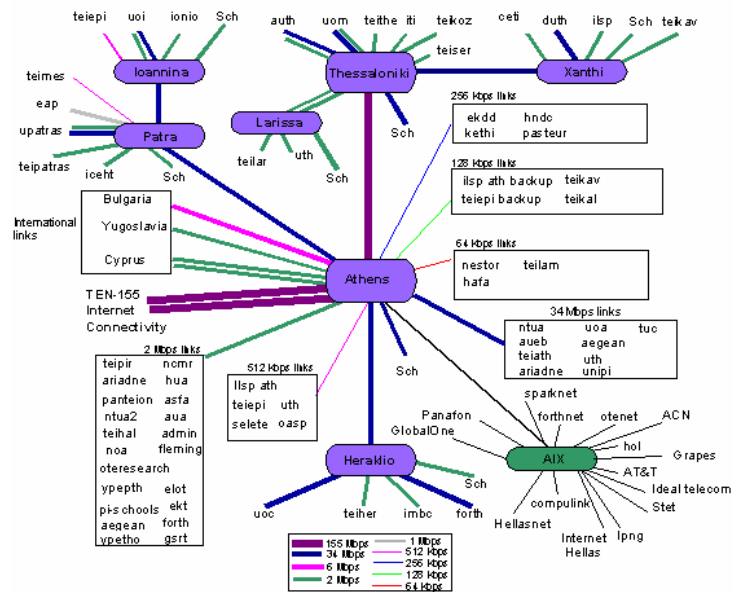 teiepi uoi ionio Sch
auth uom teithe iti teikoz
teiser
ceti duth ilsp Sch teikav
Ioannina
Thessaloniki
Xanthi
teimes
eap
upatras
Patra
teipatras
iceht
Sch
Larissa
teilar
uth
Sch
Sch
256 kbps links
ekdd hndc
kethi pasteur
128 kbps links
ilsp ath backup teikav
teiepi backup teikal
64 kbps links
nestor teilam
hafa
International
links
Bulgaria
Yugoslavia
Cyprus
TEN-155
Internet
Connectivity
Athens
34 Mbps links
ntua uoa tuc
aueb aegean
teiath uth
ariadne unipi
2 Mbps links
teipir ncmr
ariadne hua
panteion asfa
ntua2 aua
teihal admin
noa fleming
oteresearch
ypepth elot
pi-schools ekt
aegean forth
ypetho gsrt
512 kbps links
llsp ath
teiepi uth
selete oasp
Sch
Heraklio
Sch
uoc
teiher
imbc
forth
sparknet
Panafon
forthnet
otenet
ACN
GlobalOne
hol
Grapes
AIX
AT&T
Ideal telecom
Stet
compulink
Hellasnet
Internet
Hellas
Ipng
155 Mbps
34 Mbps
6 Mbps
2 Mbps
1 Mbps
512 kbps
256 kbps
128 kbps
64 kbps